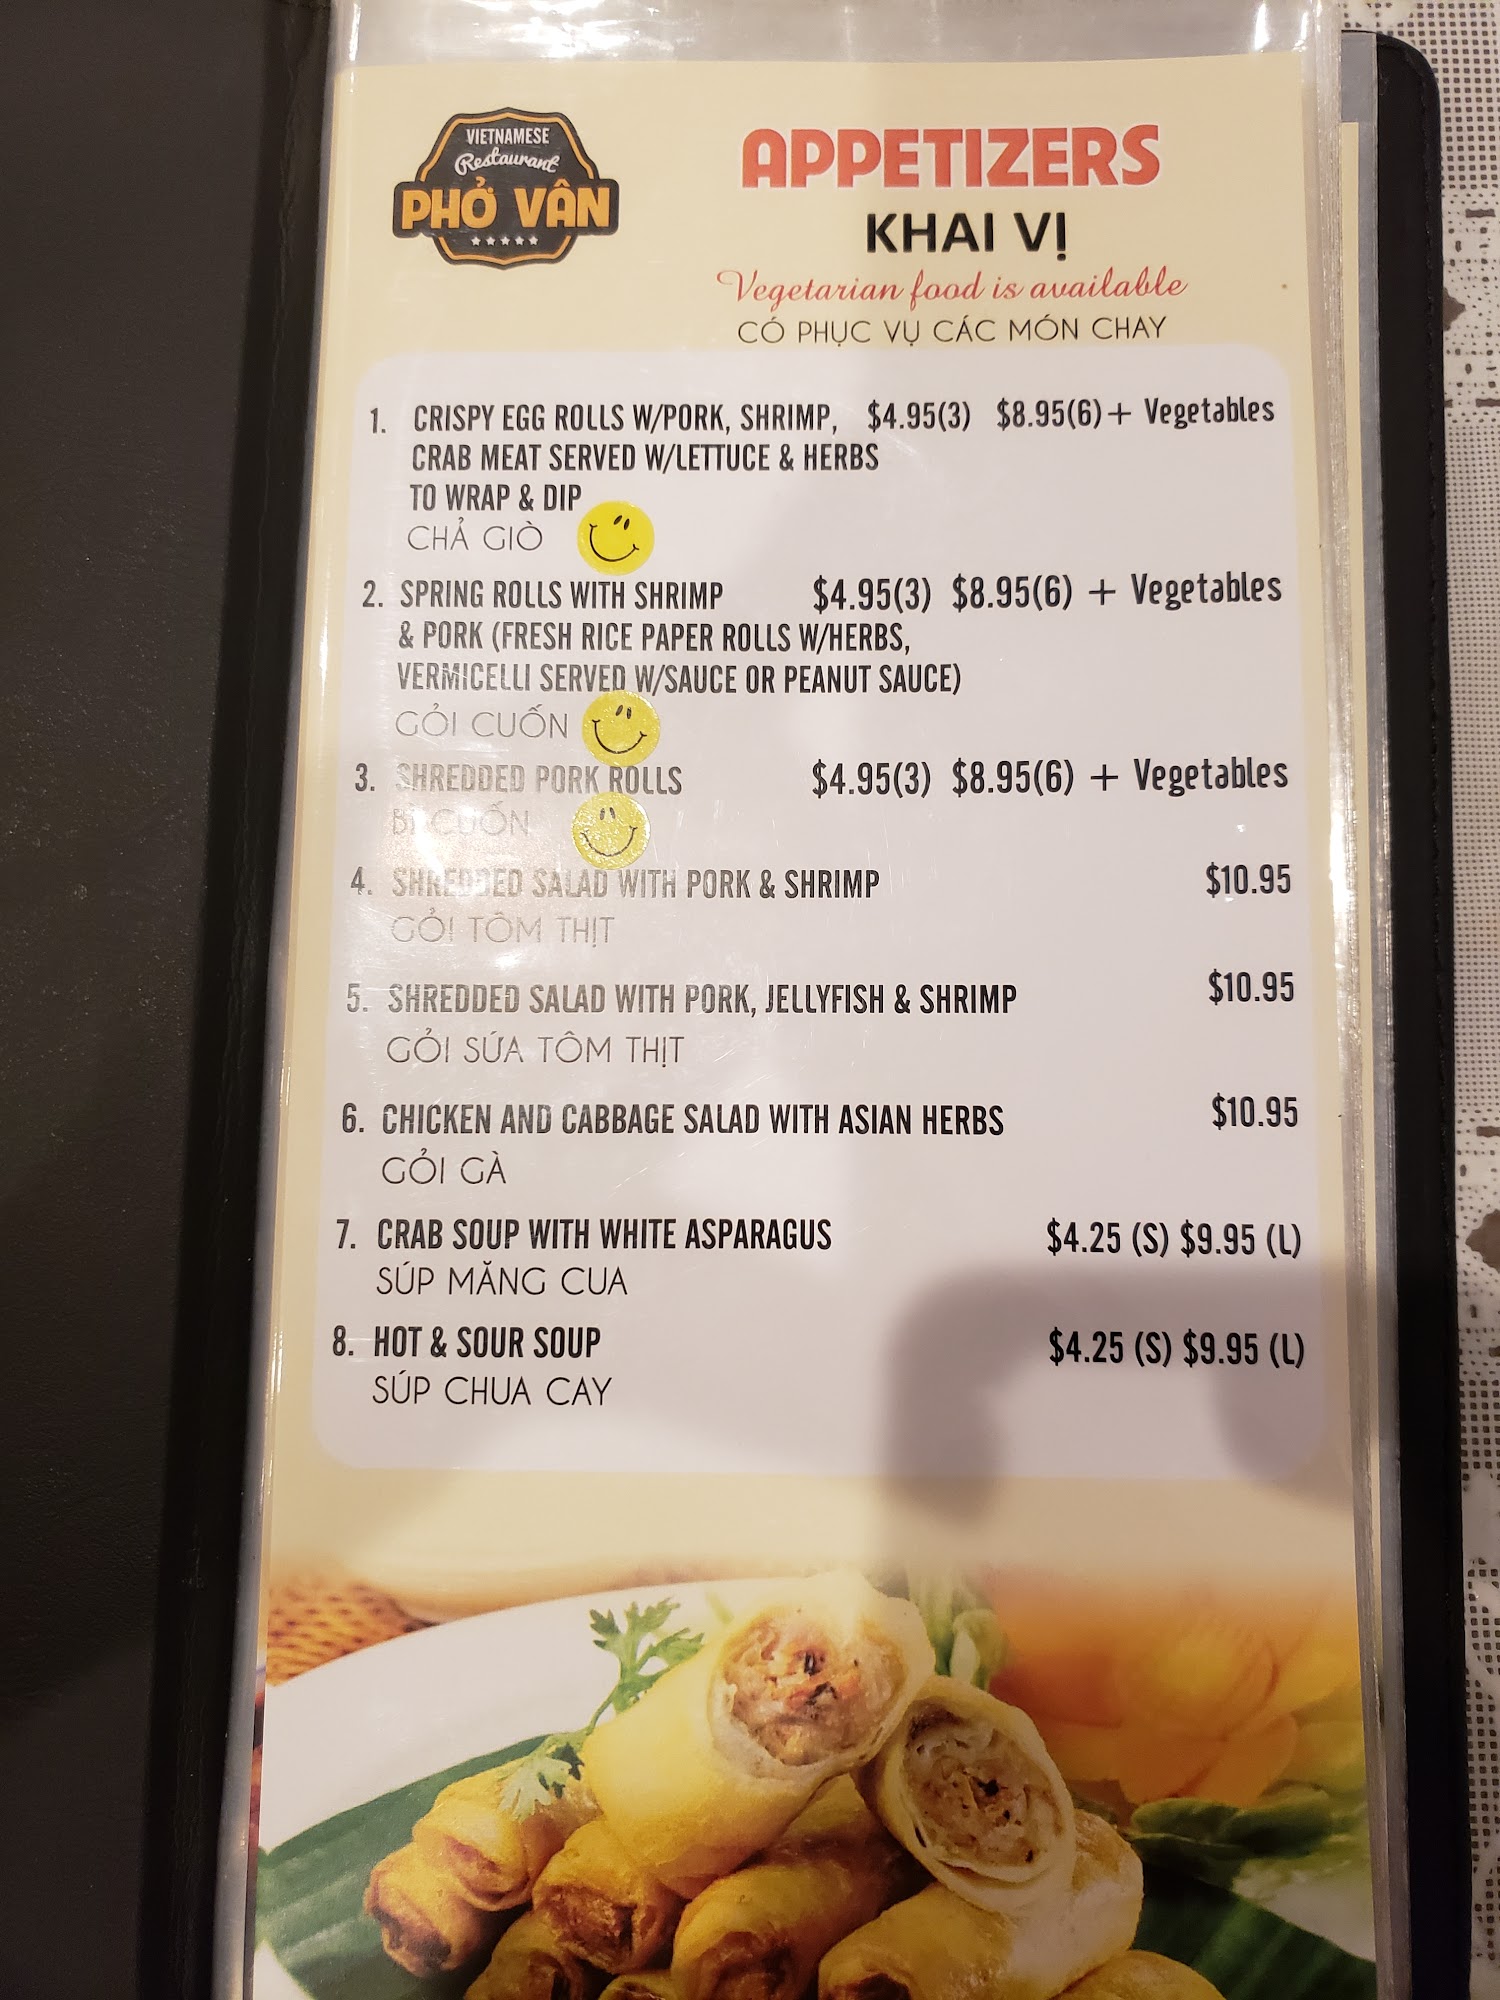 VIETNAMESE
Restaurant
PHỞ VÂN
APPETIZERS
KHAI VỊ
Vegetarian food is available
CÓ PHỤC VỤ CÁC MÓN CHAY
1. CRISPY EGG ROLLS W/PORK, SHRIMP, $4.95(3) $8.95(6)+ Vegetables
CRAB MEAT SERVED W/LETTUCE & HERBS
TO WRAP & DIP
CHẢ GIÒ
2. SPRING ROLLS WITH SHRIMP $4.95(3) $8.95(6) + Vegetables
& PORK (FRESH RICE PAPER ROLLS W/HERBS,
VERMICELLI SERVED W/SAUCE OR PEANUT SAUCE)
GỎI CUỐN
3. SHREDDED PORK ROLLS $4.95(3) $8.95(6) + Vegetables
BÌ CUỐN
4. SHREDDED SALAD WITH PORK & SHRIMP $10.95
GỎI TÔM THỊT
5. SHREDDED SALAD WITH PORK, JELLYFISH & SHRIMP $10.95
GỎI SỨA TÔM THỊT
6. CHICKEN AND CABBAGE SALAD WITH ASIAN HERBS $10.95
GỎI GÀ
7. CRAB SOUP WITH WHITE ASPARAGUS $4.25 (S) $9.95 (L)
SÚP MĂNG CUA
8. HOT & SOUR SOUP $4.25 (S) $9.95 (L)
SÚP CHUA CAY